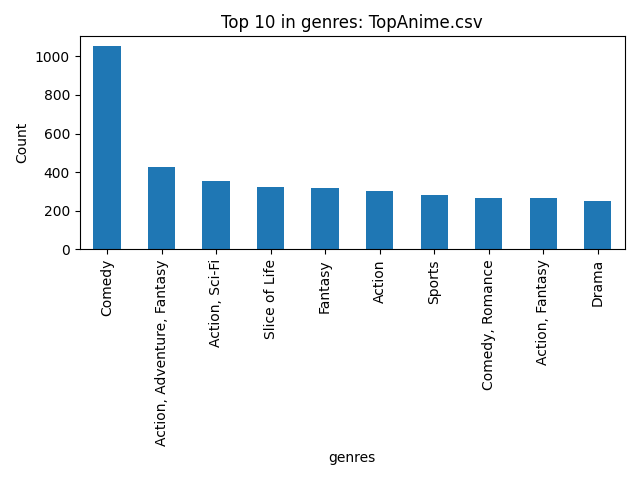 Top 10 in genres: TopAnime.csv
Count
1000
800
600
400
200
0
Comedy
Action, Adventure, Fantasy
Action, Sci-Fi
Slice of Life
Fantasy
Action
Sports
Comedy, Romance
Action, Fantasy
Drama
genres